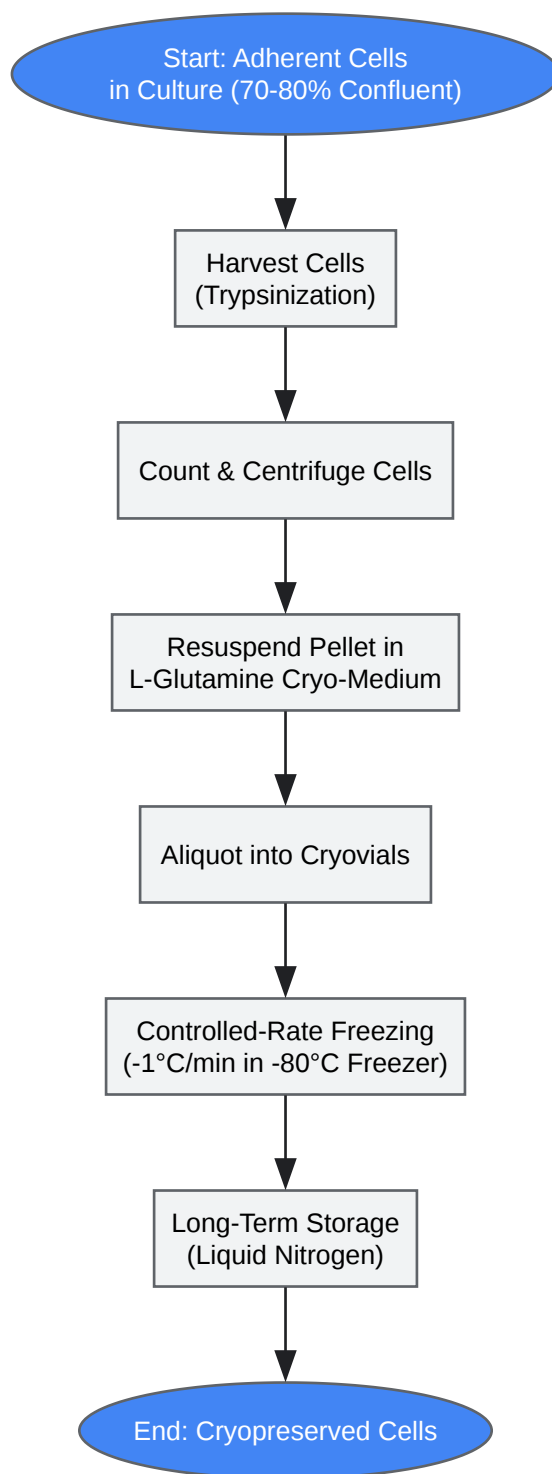 Start: Adherent Cells
in Culture (70-80% Confluent)
Harvest Cells
(Trypsinization)
Count & Centrifuge Cells
Resuspend Pellet in
L-Glutamine Cryo-Medium
Aliquot into Cryovials
Controlled-Rate Freezing
(-1°C/min in -80°C Freezer)
Long-Term Storage
(Liquid Nitrogen)
End: Cryopreserved Cells